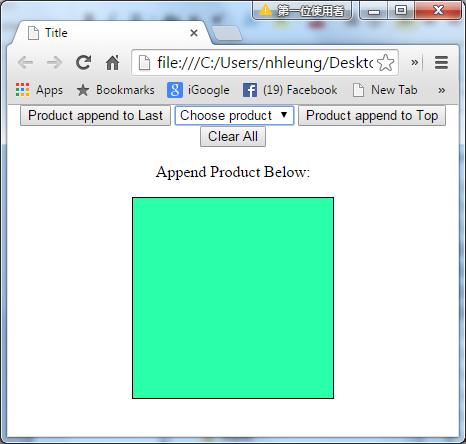 第一位使用者
Title
file:///C:/Users/nhleung/Deskto
Apps Bookmarks iGoogle (19) Facebook New Tab »
Product append to Last Choose product Product append to Top
Clear All
Append Product Below: